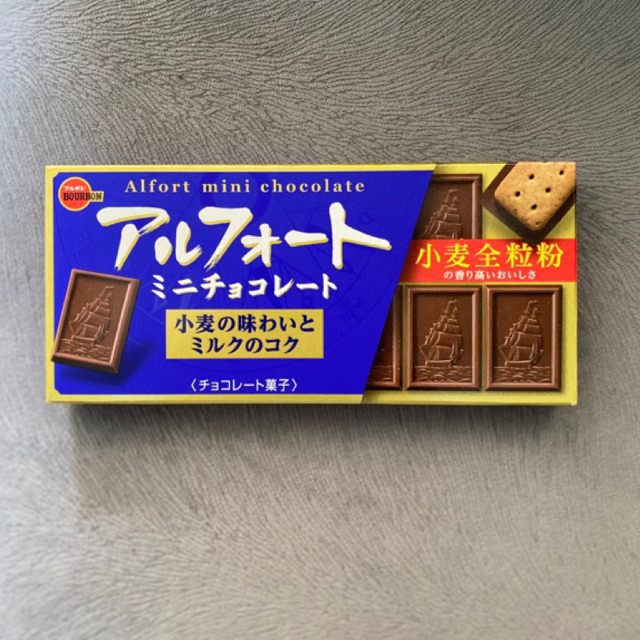 ブルボン
BOURBON
Alfort mini chocolate
アルフォート
ミニチョコレート
小麦の味わいと
ミルクのコク
〈チョコレート菓子〉
小麦全粒粉
の香り高いおいしさ